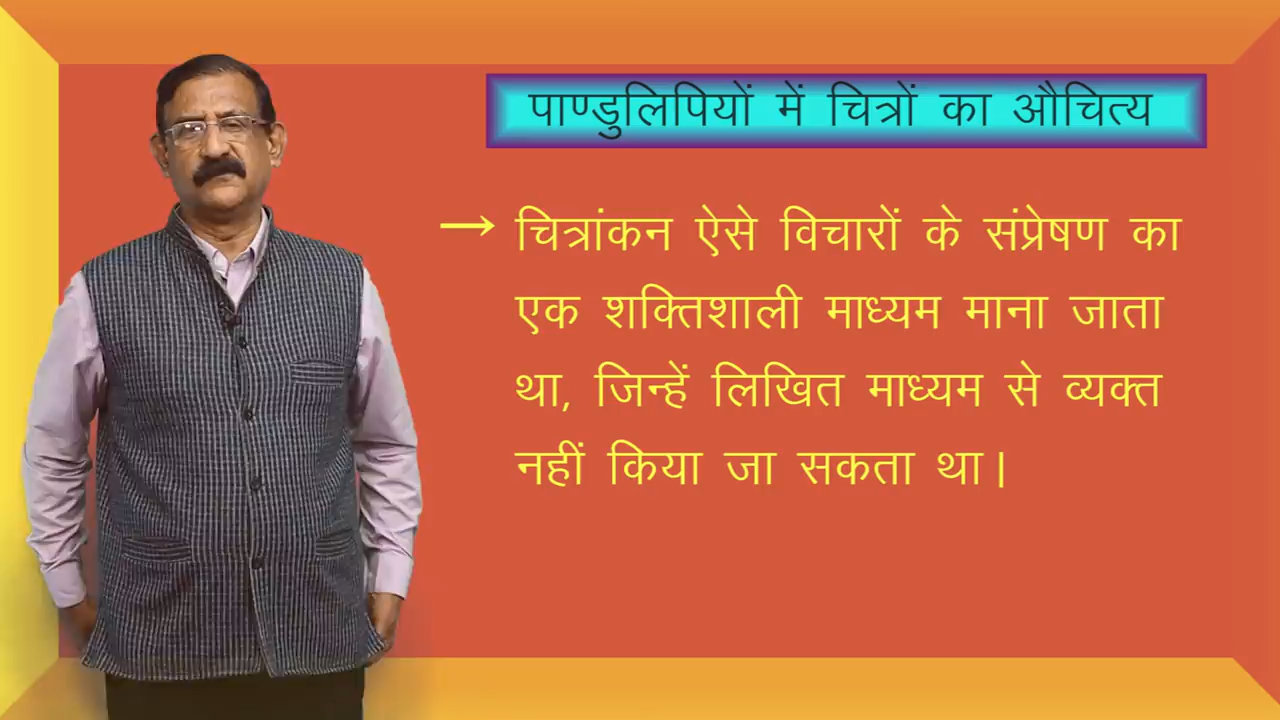 पाण्डुलिपियों में चित्रों का औचित्य
→ चित्रांकन ऐसे विचारों के संप्रेषण का
एक शक्तिशाली माध्यम माना जाता
था, जिन्हें लिखित माध्यम से व्यक्त
नहीं किया जा सकता था।